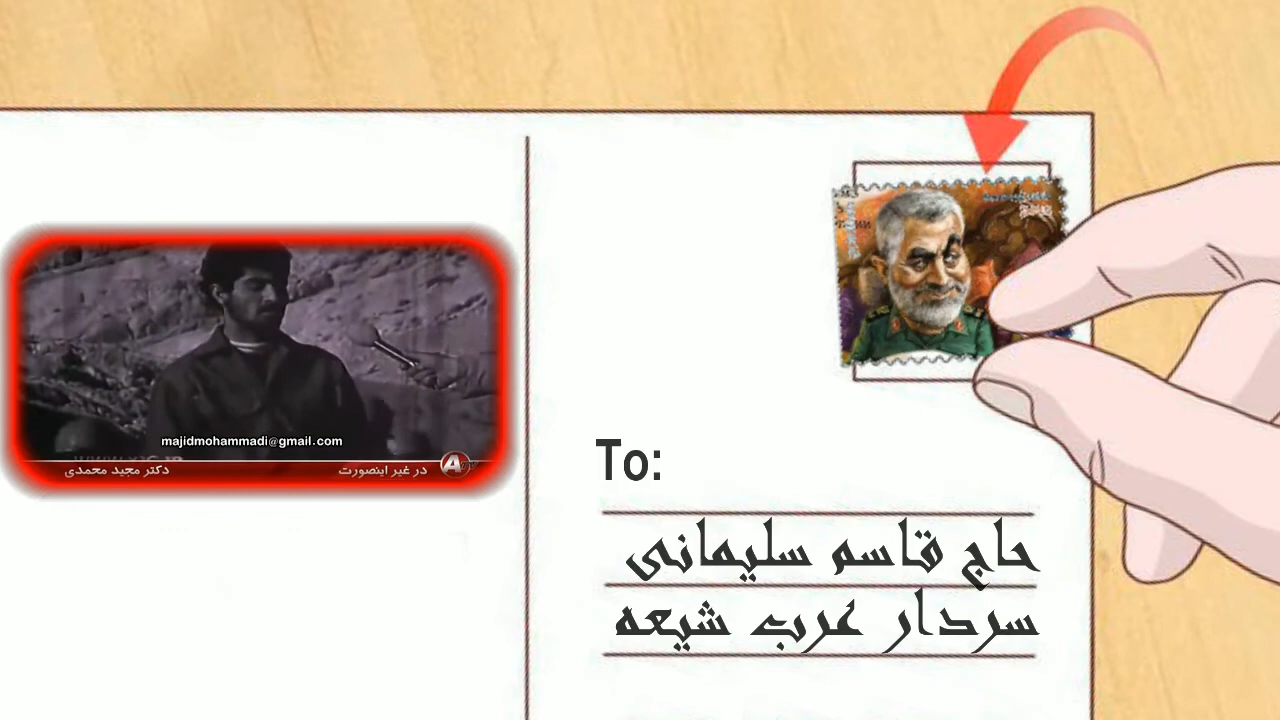 To:
حاج قاسم سلیمانی
سردار عرب شیعه
majidmohammadi@gmail.com
در غیر اینصورت
دکتر مجید محمدی